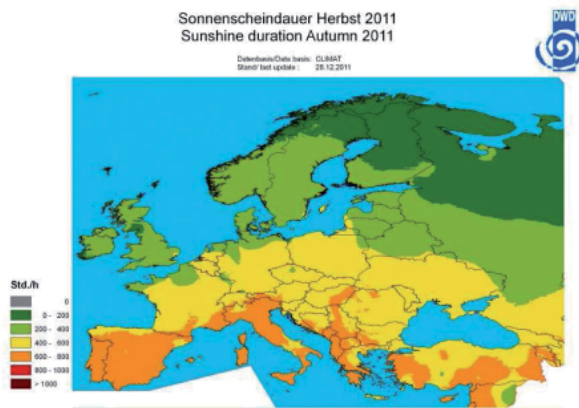 Sonnenscheindauer Herbst 2011
Sunshine duration Autumn 2011
DWD
Datenbasis/Date basis: CLIMAT
Stand/ last update : 28.12.2011
Std./h
0
0 - 200
200 - 400
400 - 600
600 - 800
800 - 1000
> 1000